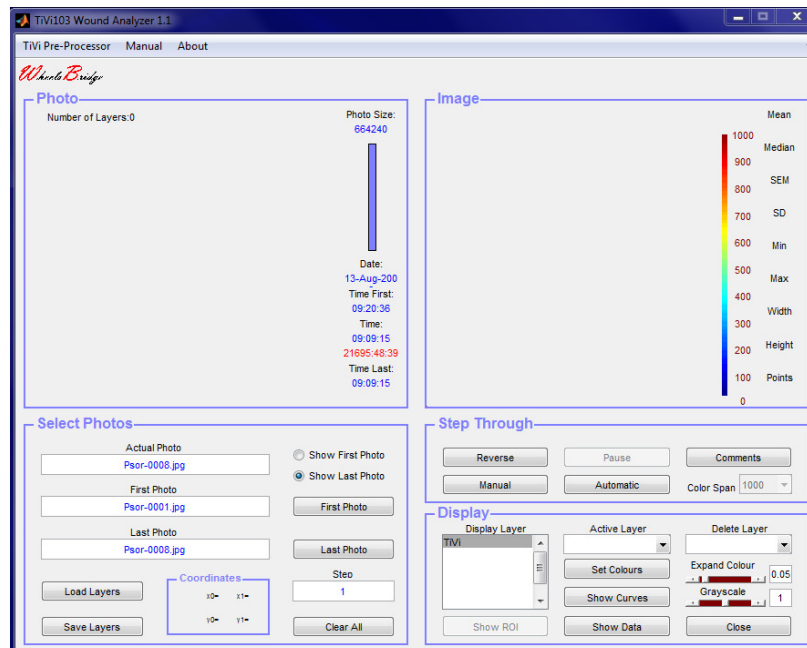 TiVi103 Wound Analyzer 1.1
TiVi Pre-Processor Manual About
Wheels Bridge
Photo
Number of Layers:0
Photo Size:
664240
Date:
13-Aug-200
Time First:
09:20:36
Time:
09:09:15
21695:48:39
Time Last:
09:09:15
Image
Mean
1000
Median
900
SEM
800
SD
700
600
Min
500
Max
400
Width
300
Height
200
100
Points
0
Select Photos
Actual Photo
Psor-0008.jpg
First Photo
Psor-0001.jpg
Last Photo
Psor-0008.jpg
Show First Photo
Show Last Photo
First Photo
Last Photo
Step
1
Load Layers
Save Layers
Coordinates
x0= x1=
y0= y1=
Clear All
Step Through
Reverse Pause Comments
Manual Automatic Color Span 1000
Display
Display Layer Active Layer Delete Layer
TiVi
Set Colours
Expand Colour
0.05
Show Curves
Grayscale
1
Show ROI Show Data Close